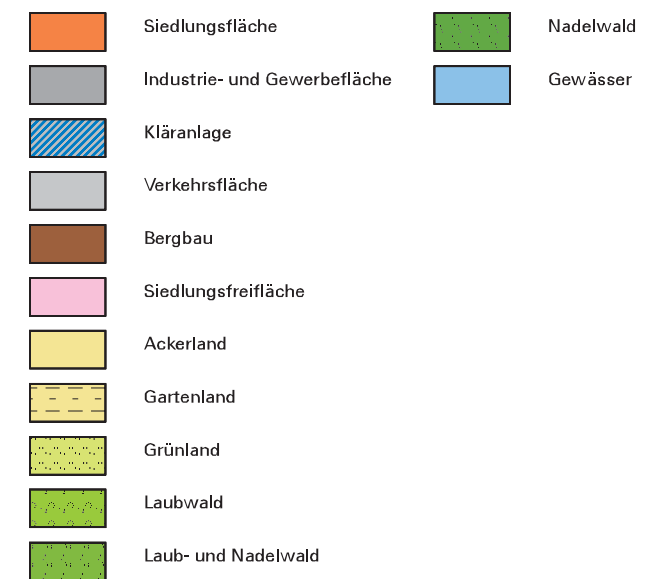 Siedlungsfläche
Industrie- und Gewerbefläche
Kläranlage
Verkehrsfläche
Bergbau
Siedlungsfreifläche
Ackerland
Gartenland
Grünland
Laubwald
Laub- und Nadelwald
Nadelwald
Gewässer